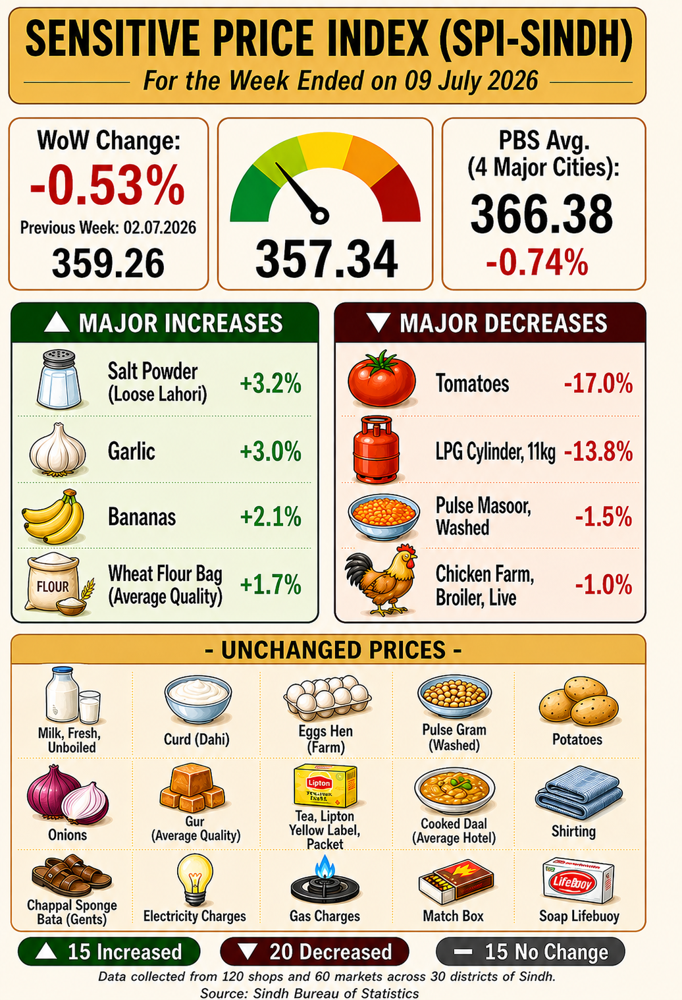 SENSITIVE PRICE INDEX (SPI-SINDH)
For the Week Ended on 09 July 2026
WoW Change:
-0.53%
Previous Week: 02.07.2026
359.26
357.34
PBS Avg.
(4 Major Cities):
366.38
-0.74%
MAJOR INCREASES
Salt Powder
(Loose Lahori)
+3.2%
Garlic
+3.0%
Bananas
+2.1%
FLOUR
Wheat Flour Bag
(Average Quality)
+1.7%
MAJOR DECREASES
Tomatoes
-17.0%
LPG Cylinder, 11kg
-13.8%
Pulse Masoor,
Washed
-1.5%
Chicken Farm,
Broiler, Live
-1.0%
- UNCHANGED PRICES -
Milk, Fresh,
Unboiled
Curd (Dahi)
Eggs Hen
(Farm)
Pulse Gram
(Washed)
Potatoes
Onions
Gur
(Average Quality)
Lipton
Tea, Lipton
Yellow Label,
Packet
Cooked Daal
(Average Hotel)
Shirting
Chappal Sponge
Bata (Gents)
Electricity Charges
Gas Charges
Match Box
Soap Lifebuoy
15 Increased
20 Decreased
15 No Change
Data collected from 120 shops and 60 markets across 30 districts of Sindh.
Source: Sindh Bureau of Statistics